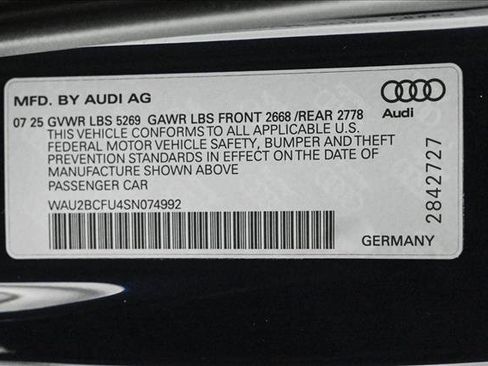 MFD. BY AUDI AG
Audi
07 25 GVWR LBS 5269 GAWR LBS FRONT 2668 /REAR 2778
THIS VEHICLE CONFORMS TO ALL APPLICABLE U.S.
FEDERAL MOTOR VEHICLE SAFETY, BUMPER AND THEFT
PREVENTION STANDARDS IN EFFECT ON THE DATE OF
MANUFACTURE SHOWN ABOVE
PASSENGER CAR
WAU2BCFU4SN074992
GERMANY
2842727